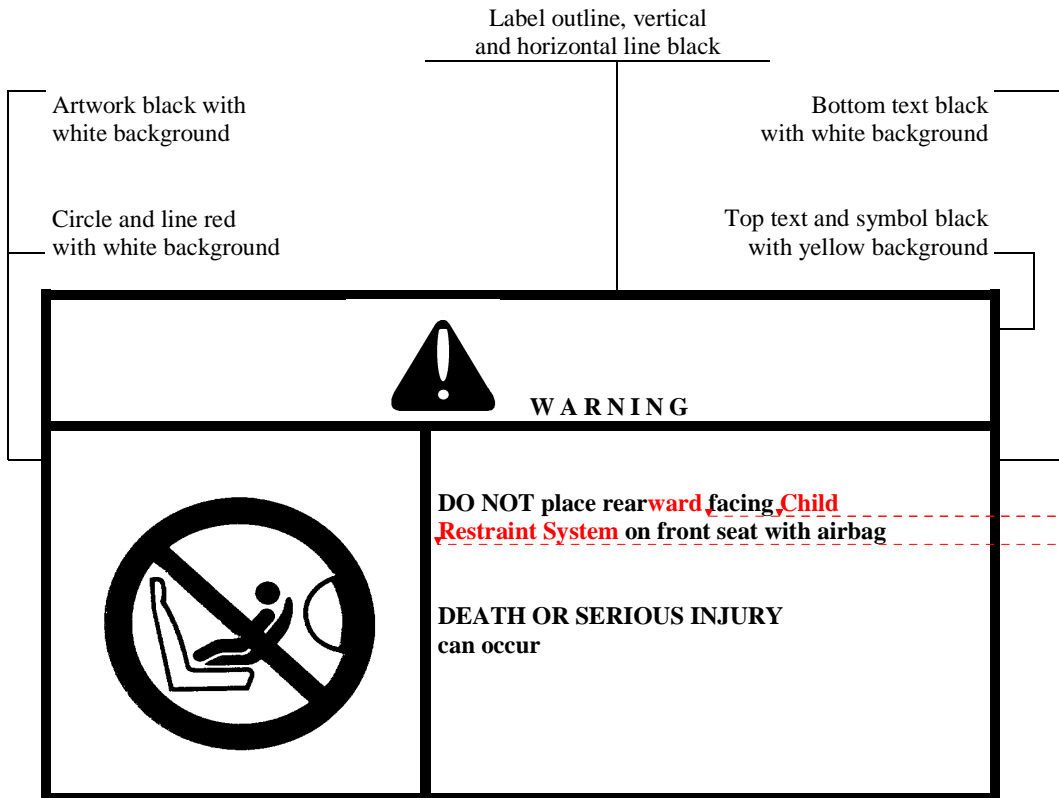 Label outline, vertical
and horizontal line black
Artwork black with
white background
Bottom text black
with white background
Circle and line red
with white background
Top text and symbol black
with yellow background
WARNING
DO NOT place rearward facing Child
Restraint System on front seat with airbag
DEATH OR SERIOUS INJURY
can occur